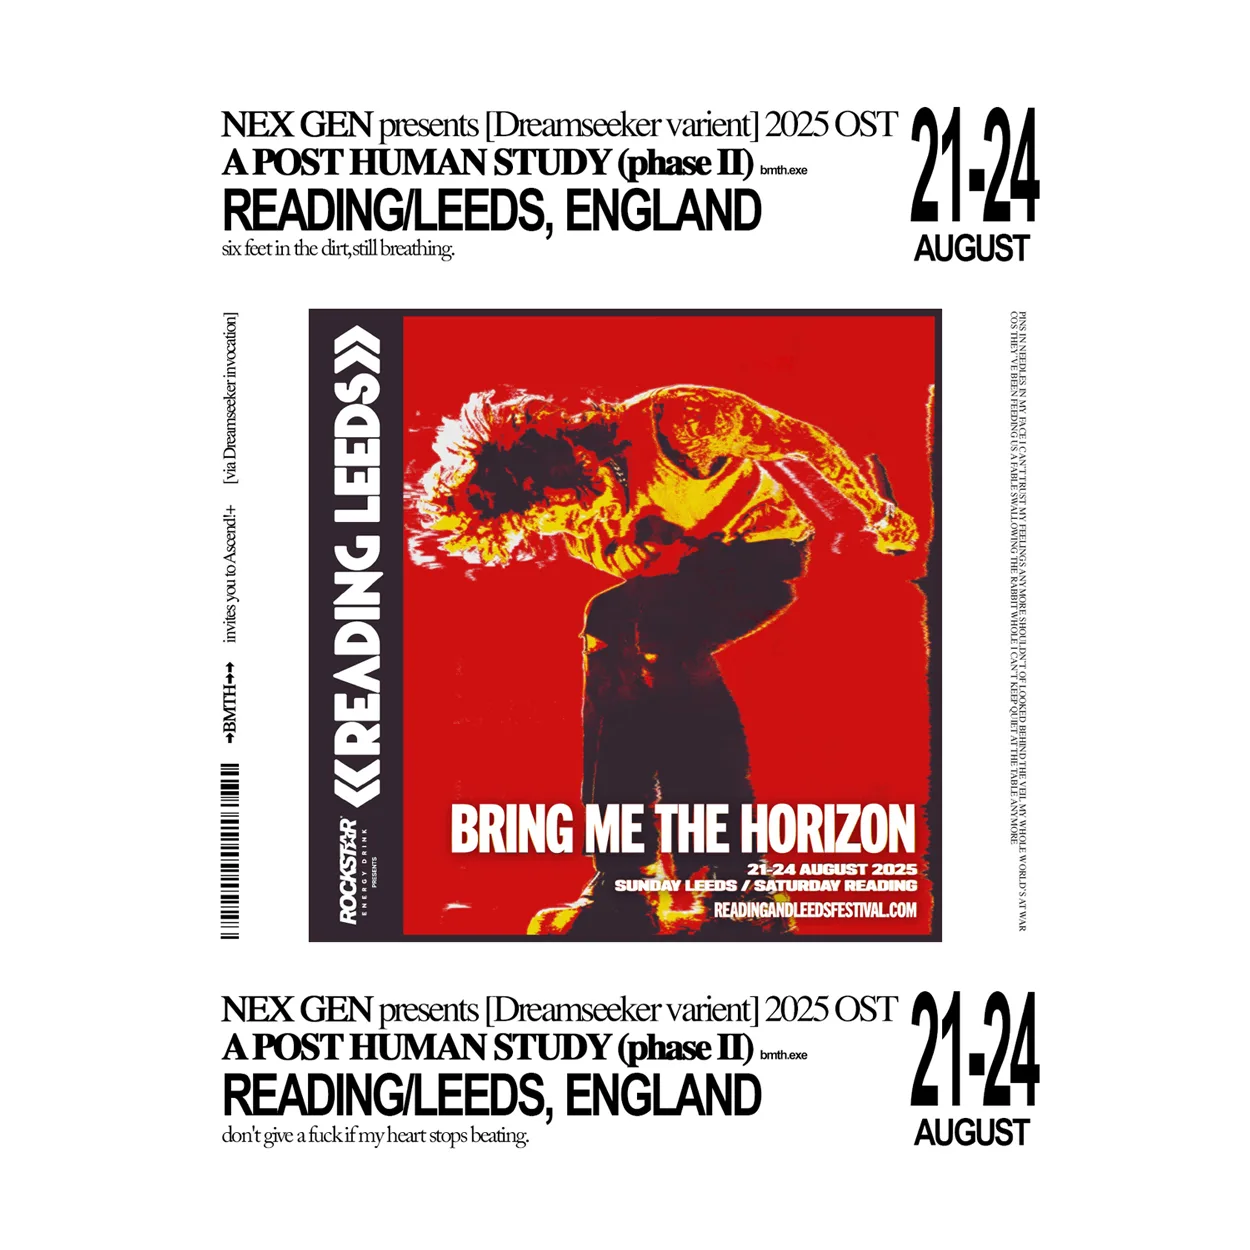 NEX GEN presents [Dreamseeker varient] 2025 OST
A POST HUMAN STUDY (phase II) bmth.exe
READING/LEEDS, ENGLAND
six feet in the dirt,still breathing.
21-24
AUGUST
→BMTH→→ invites you to Ascend!+ [via Dreamseeker invocation]
READING LEEDS
ROCKSTAR
ENERGY DRINK
PRESENTS
BRING ME THE HORIZON
21-24 AUGUST 2025
SUNDAY LEEDS / SATURDAY READING
READINGANDLEEDSFESTIVAL.COM
PINS IN NEEDLES IN MY FACE I CAN'T TRUST MY FEELINGS ANYMORE SHOULDN'T OF LOOKED BEHIND THE VEIL, MY WHOLE WORLD'S AT WAR
COS THEY'VE BEEN FEEDING US A FABLE SWALLOWING THE RABBIT WHOLE I CAN'T KEEP QUIET AT THE TABLE ANYMORE
NEX GEN presents [Dreamseeker varient] 2025 OST
A POST HUMAN STUDY (phase II) bmth.exe
READING/LEEDS, ENGLAND
don't give a fuck if my heart stops beating.
21-24
AUGUST